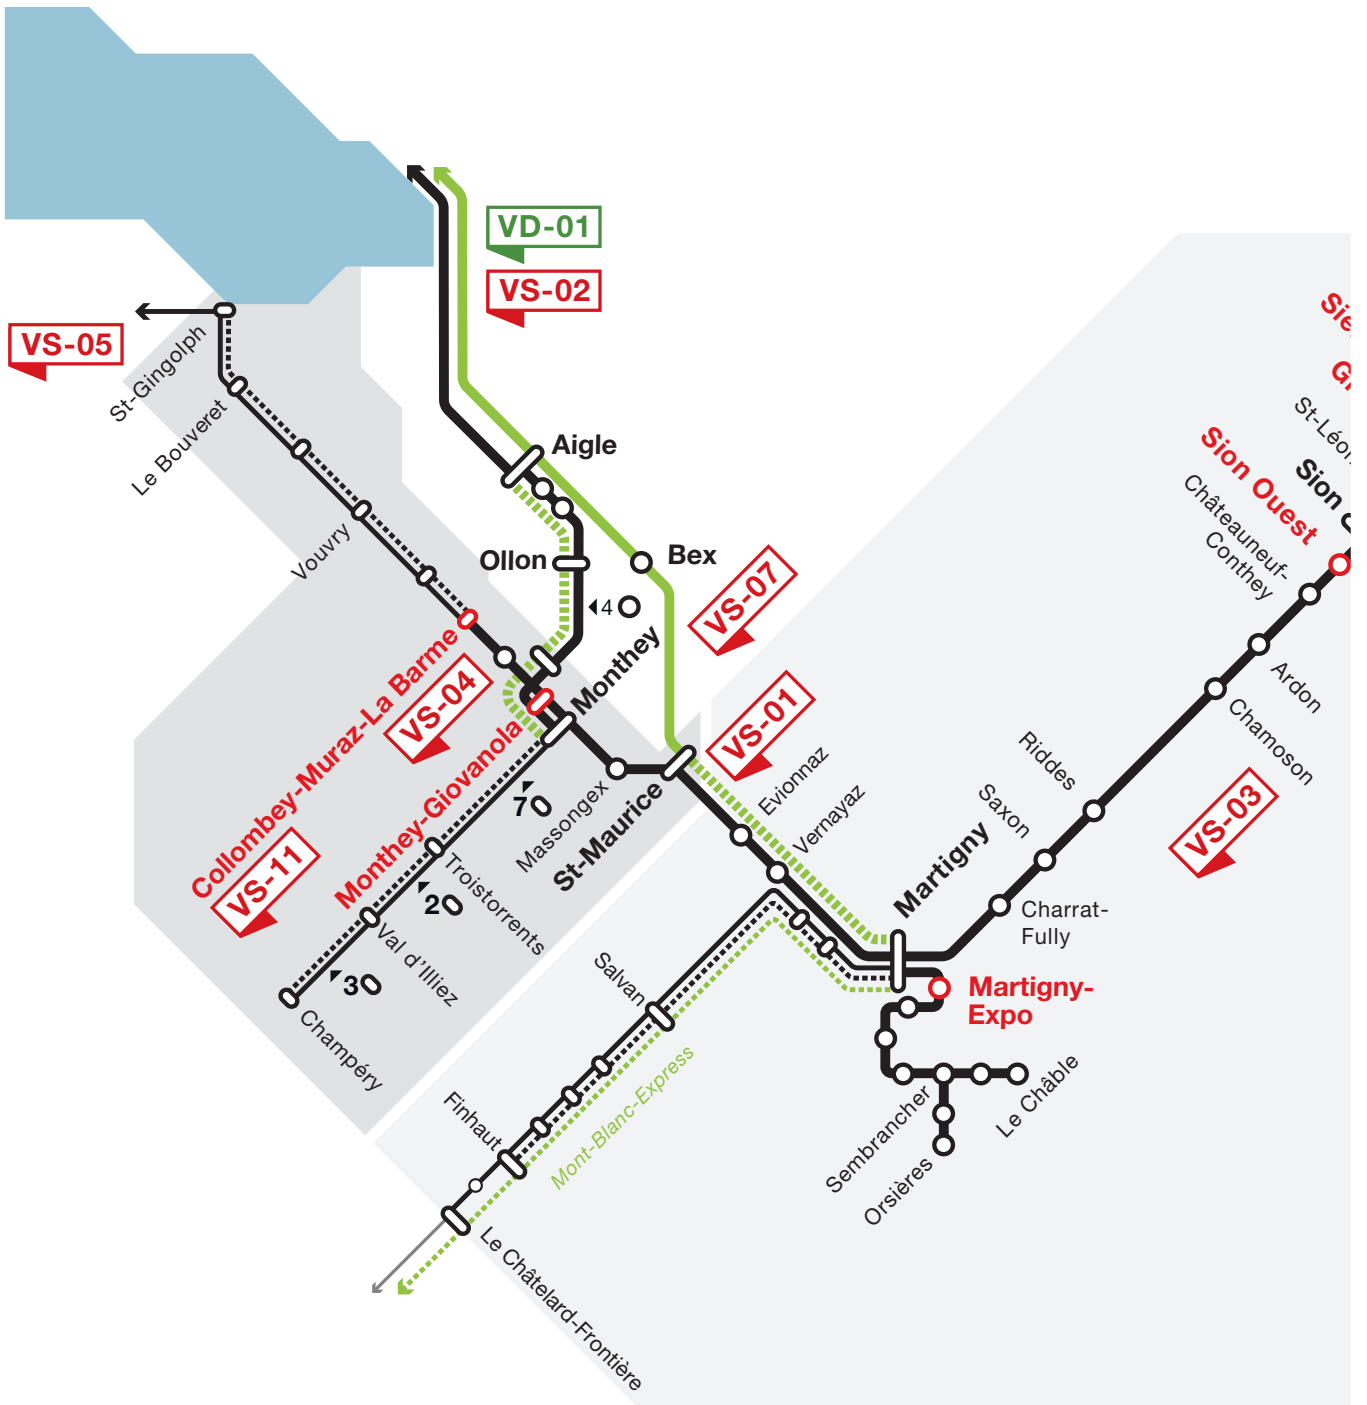 VD-01
VS-02
VS-05
St-Gingolph
Le Bouveret
Vouvry
Aigle
Ollon
Bex
4
VS-07
Monthey
Collombey-Muraz-La Barme
VS-04
Monthey-Giovanola
VS-11
VS-01
7
Massongex
St-Maurice
Troistorrents
2
Val d'Illiez
3
Champéry
Evionnaz
Vernayaz
Martigny
Saxon
Riddes
Charrat-
Fully
VS-03
Chamoson
Ardon
Châteauneuf-
Conthey
Sion Ouest
Sion
St-Léon
Sie
Martigny-
Expo
Salvan
Finhaut
Mont-Blanc-Express
Le Châtelard-Frontière
Sembrancher
Orsières
Le Châble